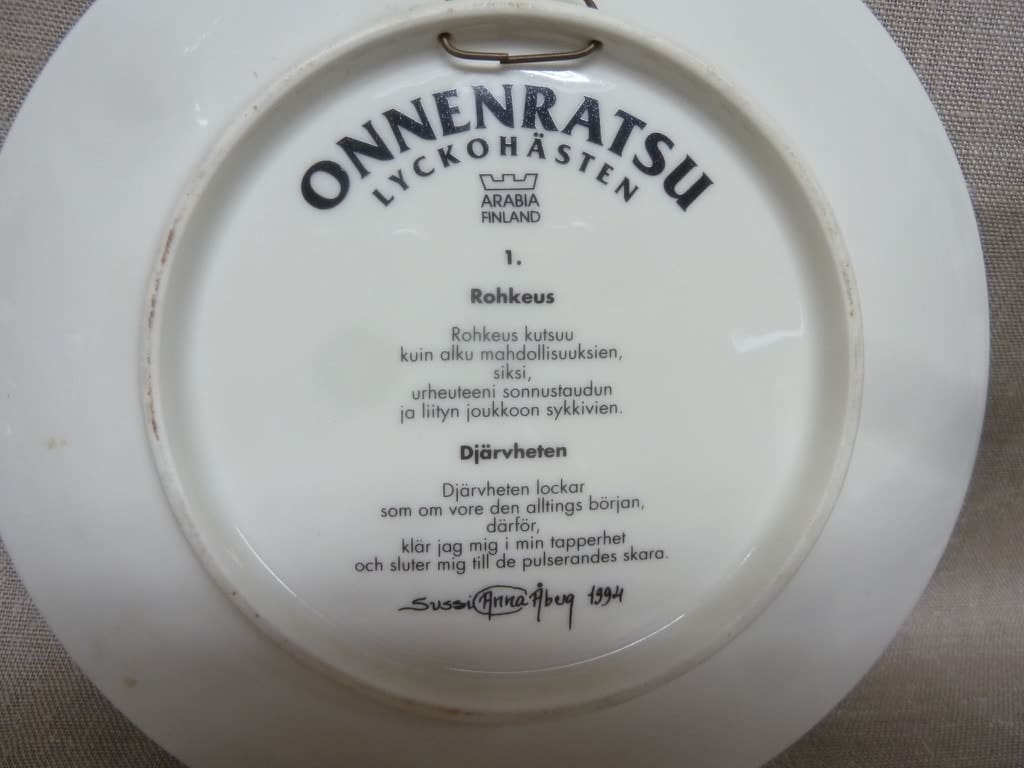 ONNENRATSU
LYCKOHÄSTEN
ARABIA
FINLAND
1.
Rohkeus
Rohkeus kutsuu
kuin alku mahdollisuuksien,
siksi,
urheuteeni sonnustaudun
ja liityn joukkoon sykkivien.
Djärvheten
Djärvheten lockar
som om vore den alltings början,
därför,
klär jag mig i min tapperhet
och sluter mig till de pulserandes skara.
Sussi Anna Åberg 1994